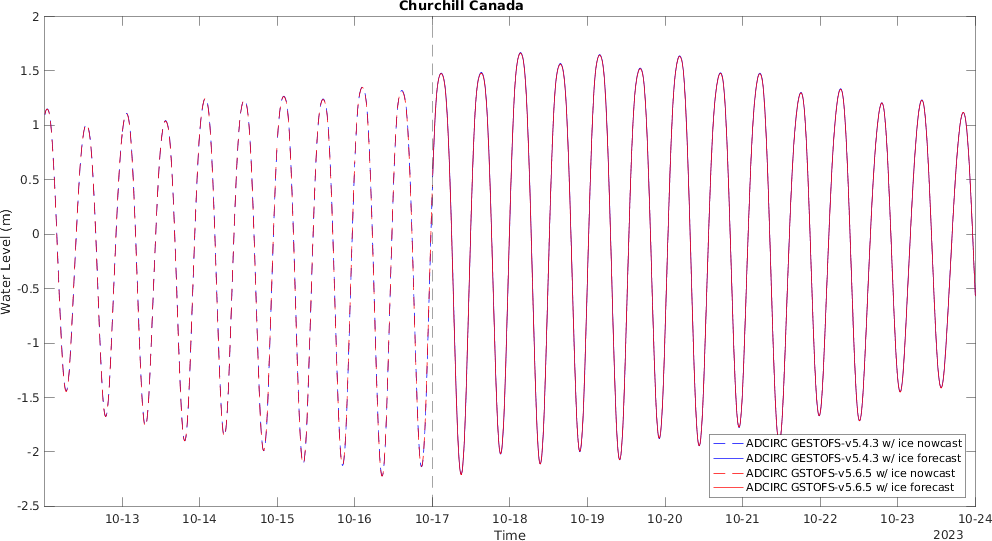 Churchill Canada
2
1.5
1
0.5
0
-0.5
-1
-1.5
-2
-2.5
Water Level (m)
ADCIRC GESTOFS-v5.4.3 w/ ice nowcast
ADCIRC GESTOFS-v5.4.3 w/ ice forecast
ADCIRC GSTOFS-v5.6.5 w/ ice nowcast
ADCIRC GSTOFS-v5.6.5 w/ ice forecast
10-13 10-14 10-15 10-16 10-17 10-18 10-19 10-20 10-21 10-22 10-23 10-24
Time
2023